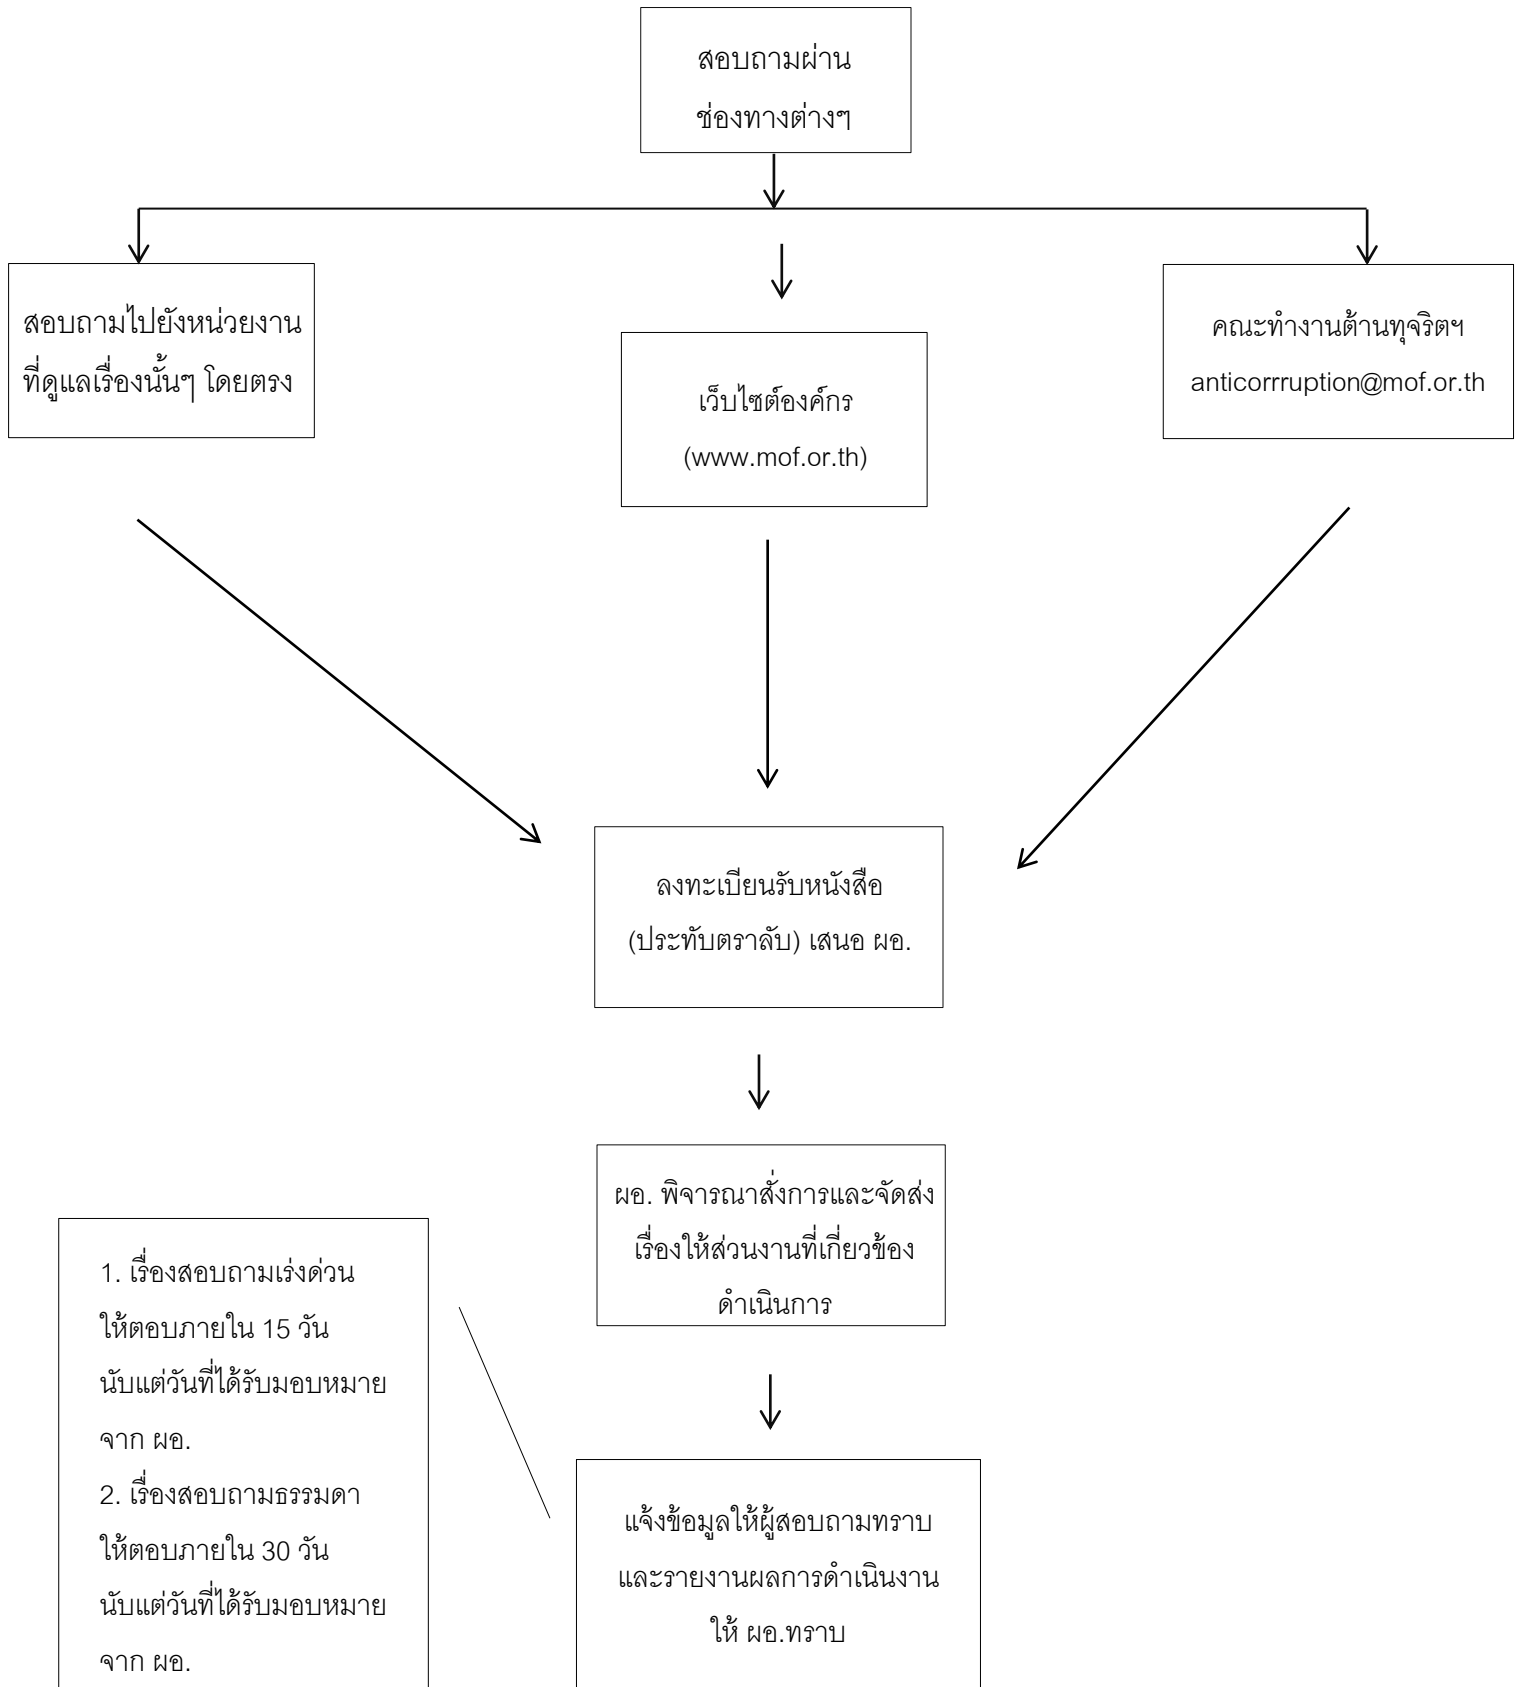 สอบถามผ่าน
ช่องทางต่างๆ
สอบถามไปยังหน่วยงาน
ที่ดูแลเรื่องนั้นๆ โดยตรง
เว็บไซต์องค์กร
(www.mof.or.th)
คณะทำงานต้านทุจริตฯ
anticorrruption@mof.or.th
ลงทะเบียนรับหนังสือ
(ประทับตราลับ) เสนอ ผอ.
ผอ. พิจารณาสั่งการและจัดส่ง
เรื่องให้ส่วนงานที่เกี่ยวข้อง
ดำเนินการ
1. เรื่องสอบถามเร่งด่วน
ให้ตอบภายใน 15 วัน
นับแต่วันที่ได้รับมอบหมาย
จาก ผอ.
2. เรื่องสอบถามธรรมดา
ให้ตอบภายใน 30 วัน
นับแต่วันที่ได้รับมอบหมาย
จาก ผอ.
แจ้งข้อมูลให้ผู้สอบถามทราบ
และรายงานผลการดำเนินงาน
ให้ ผอ.ทราบ